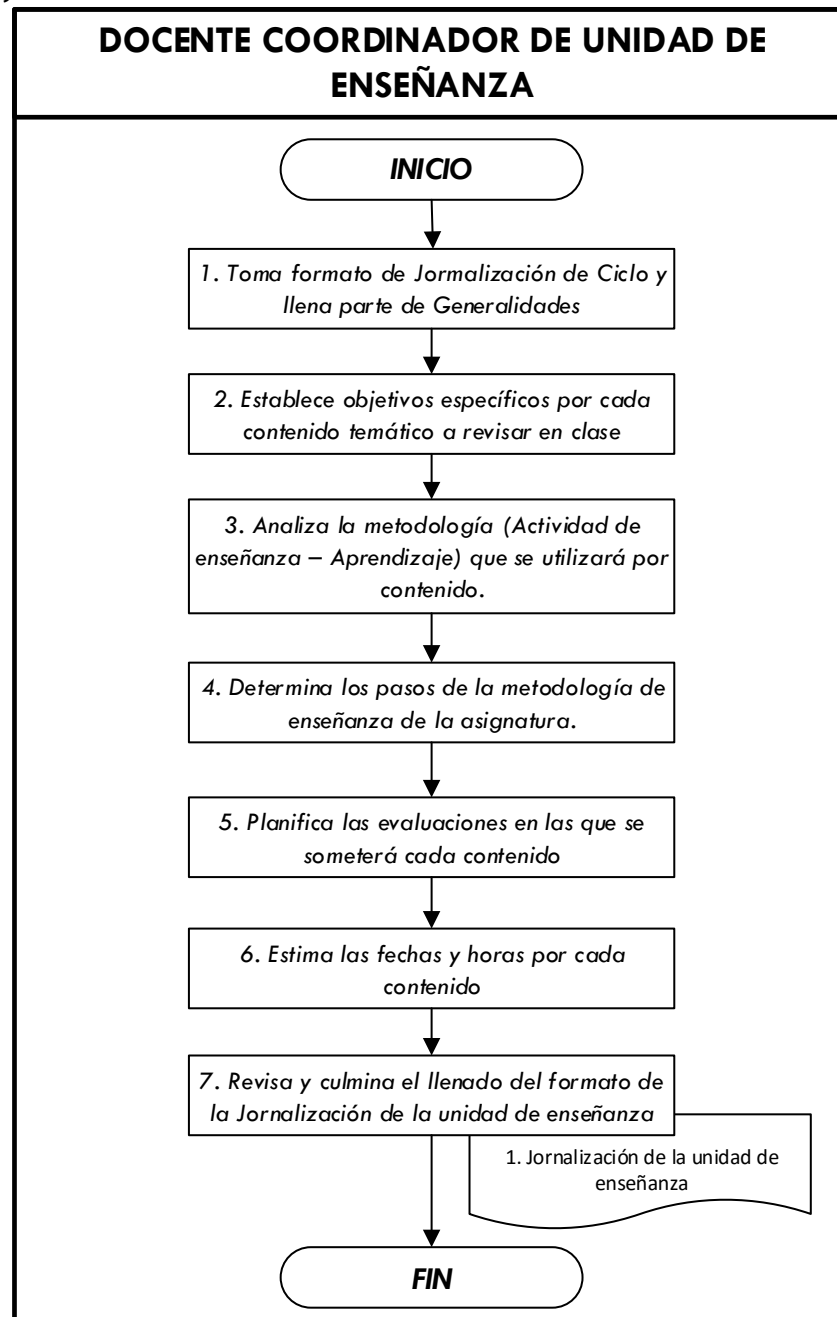 DOCENTE COORDINADOR DE UNIDAD DE
ENSEÑANZA
INICIO
1. Toma formato de Jormalización de Ciclo y
llena parte de Generalidades
2. Establece objetivos específicos por cada
contenido temático a revisar en clase
3. Analiza la metodología (Actividad de
enseñanza – Aprendizaje) que se utilizará por
contenido.
4. Determina los pasos de la metodología de
enseñanza de la asignatura.
5. Planifica las evaluaciones en las que se
someterá cada contenido
6. Estima las fechas y horas por cada
contenido
7. Revisa y culmina el llenado del formato de
la Jornalización de la unidad de enseñanza
1. Jornalización de la unidad de
enseñanza
FIN